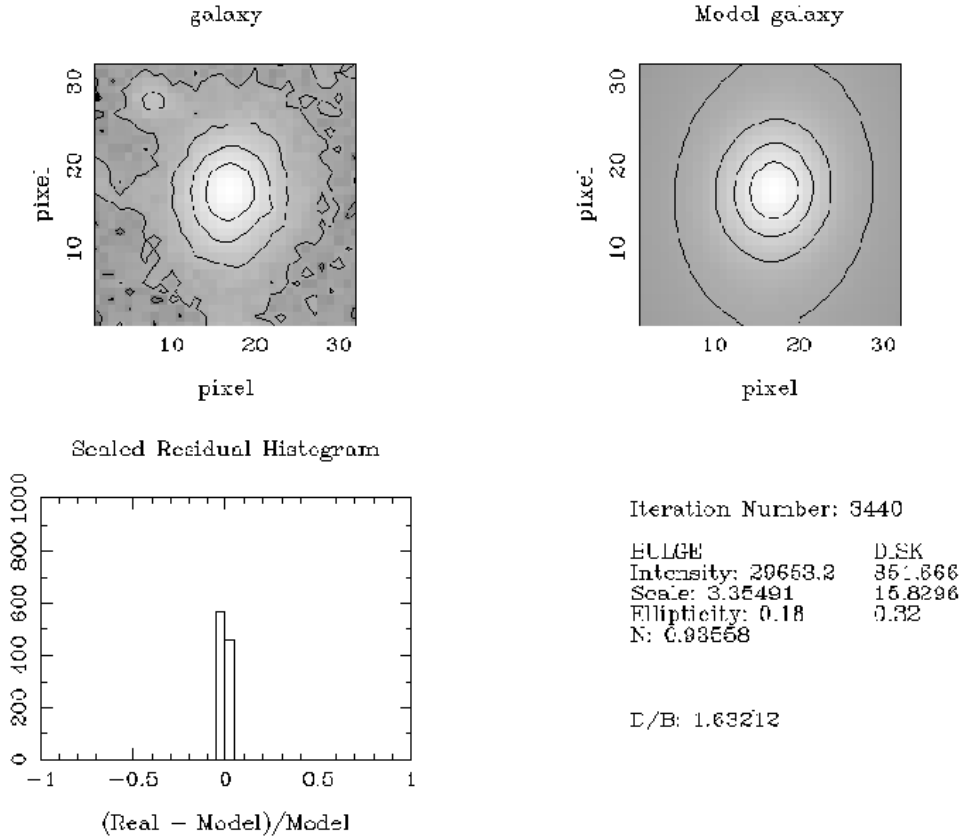 galaxy
Model galaxy
30
20
10
pixel
10 20 30
pixel
30
20
10
pixel
10 20 30
pixel
Scaled Residual Histogram
1000
800
600
400
200
0
−1 −0.5 0 0.5 1
(Real − Model)/Model
Iteration Number: 3440
BULGE DISK
Intensity: 29653.2 351.666
Scale: 3.35491 15.8296
Ellipticity: 0.18 0.32
N: 0.93558
D/B: 1.63212